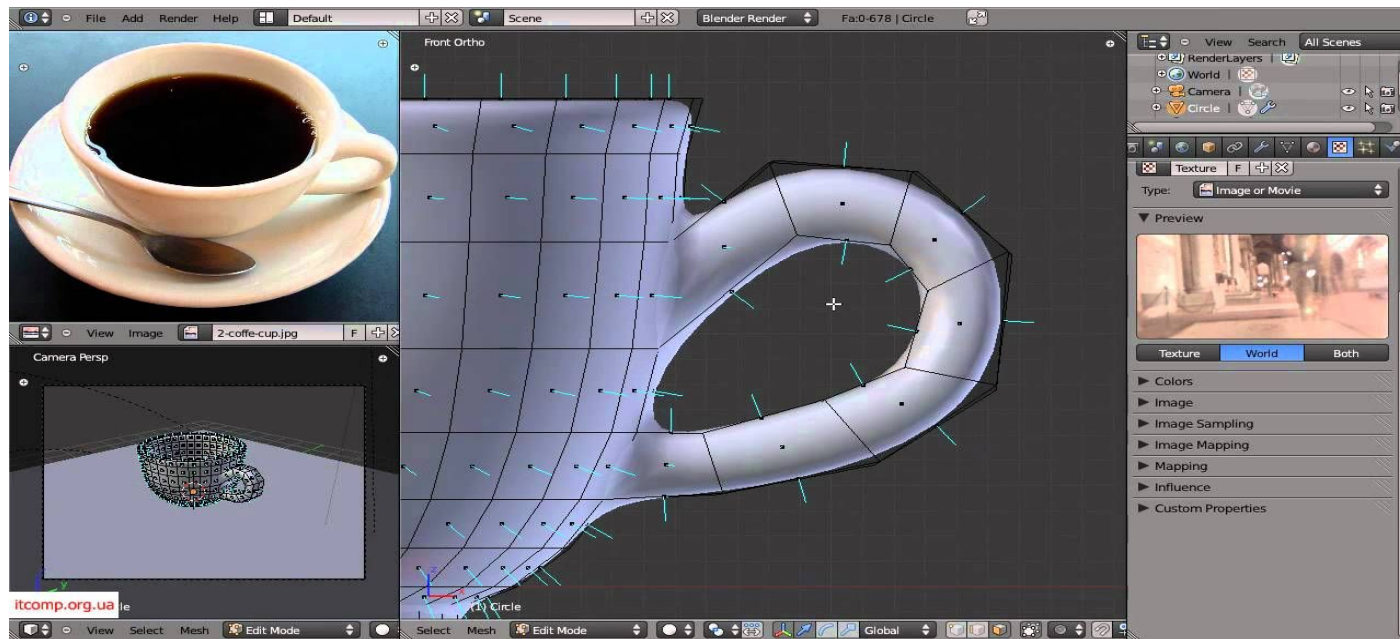 File Add Render Help Default Scene Blender Render Fa:0-678 | Circle
Front Ortho
View Search All Scenes
RenderLayers |
World |
Camera |
Circle |
Texture F
Type: Image or Movie
Preview
Texture World Both
Colors
Image
Image Sampling
Image Mapping
Mapping
Influence
Custom Properties
View Image 2-coffe-cup.jpg F
Camera Persp
itcomp.org.ua
(1) Circle
View Select Mesh Edit Mode
Select Mesh Edit Mode Global